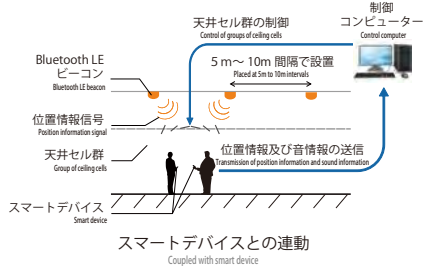 天井セル群の制御
Control of groups of ceiling cells
制御
コンピューター
Control computer
Bluetooth LE
ビーコン
Bluetooth LE beacon
5 m〜 10m 間隔で設置
Placed at 5m to 10m intervals
位置情報信号
Position information signal
天井セル群
Group of ceiling cells
位置情報及び音情報の送信
Transmission of position information and sound information
スマートデバイス
Smart device
スマートデバイスとの連動
Coupled with smart device